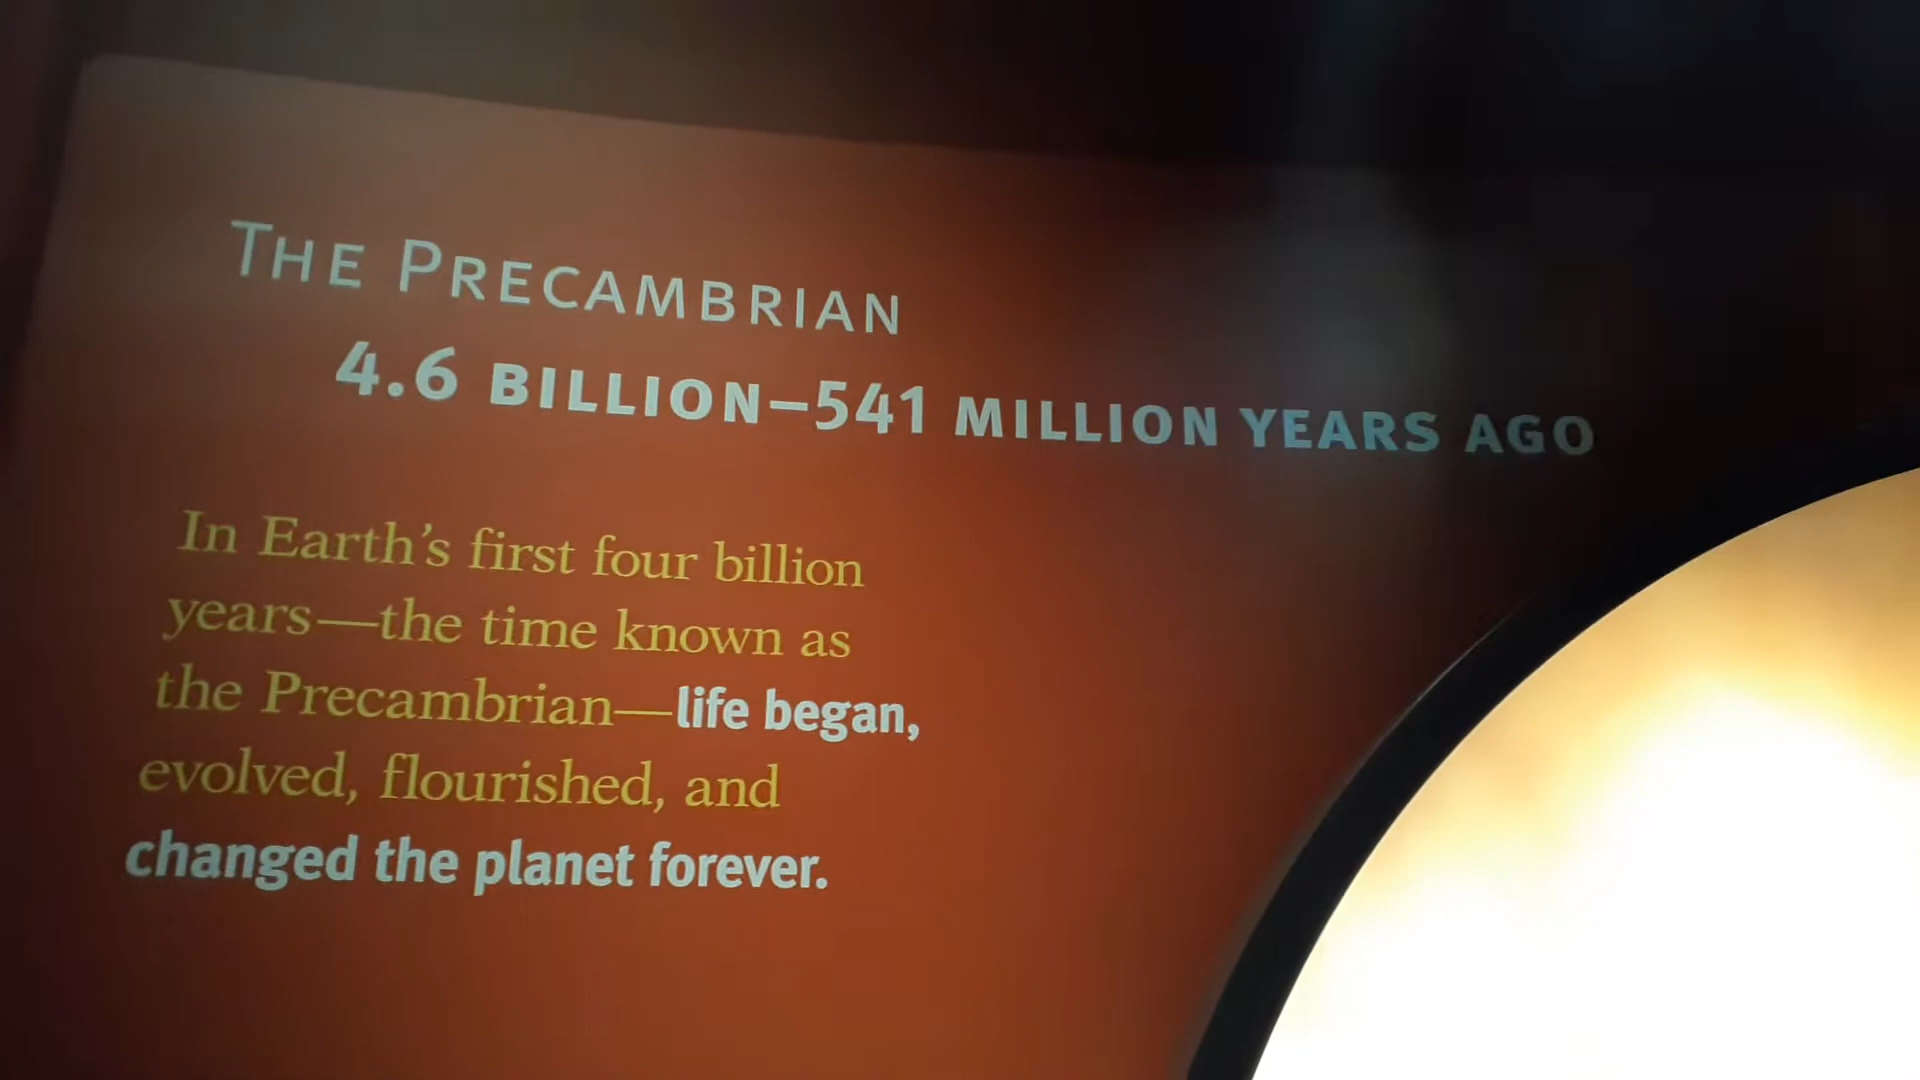 THE PRECAMBRIAN
4.6 BILLION–541 MILLION YEARS AGO
In Earth’s first four billion
years—the time known as
the Precambrian—life began,
evolved, flourished, and
changed the planet forever.